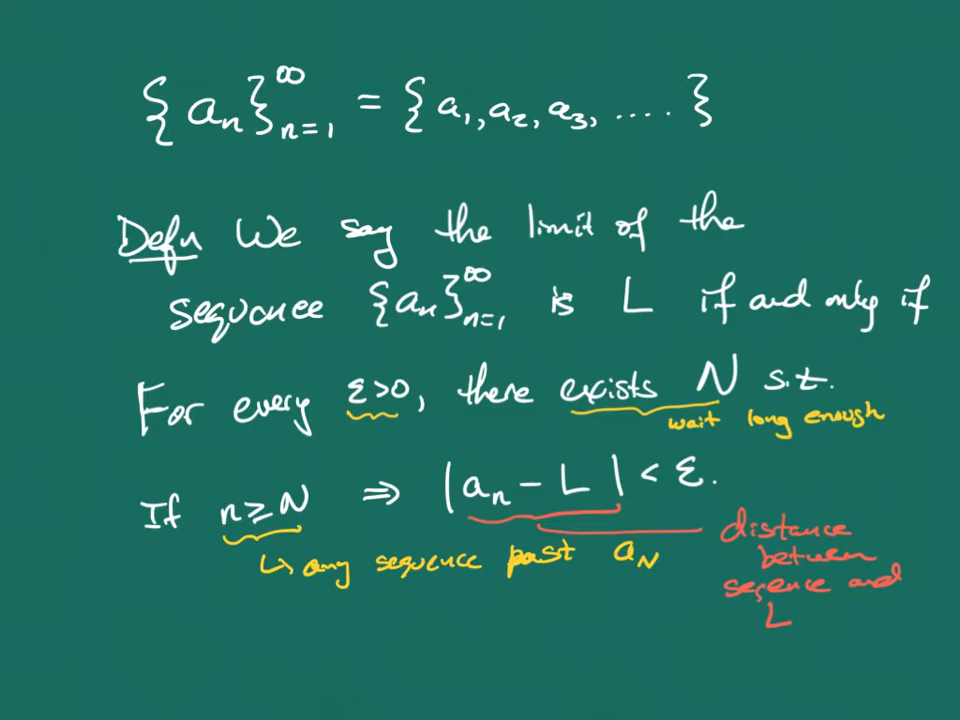 {a_n}_{n=1}^∞ = {a_1, a_2, a_3, ....}
Defn We say the limit of the
sequence {a_n}_{n=1}^∞ is L if and only if
For every ε>0, there exists N s.t.
wait long enough
If n≥N ⇒ |a_n - L| < ε.
↳ any sequence past a_N
distance
between
seqence and
L